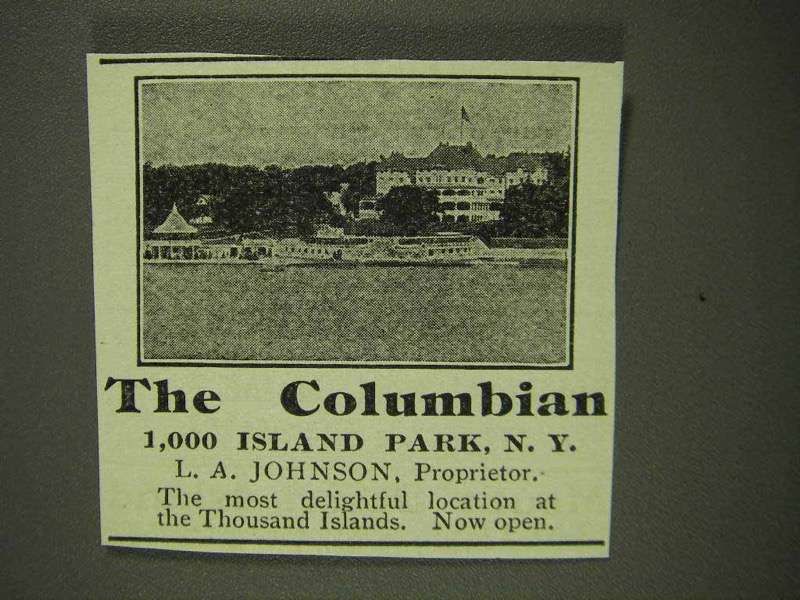 The Columbian
1,000 ISLAND PARK, N. Y.
L. A. JOHNSON, Proprietor.
The most delightful location at
the Thousand Islands. Now open.